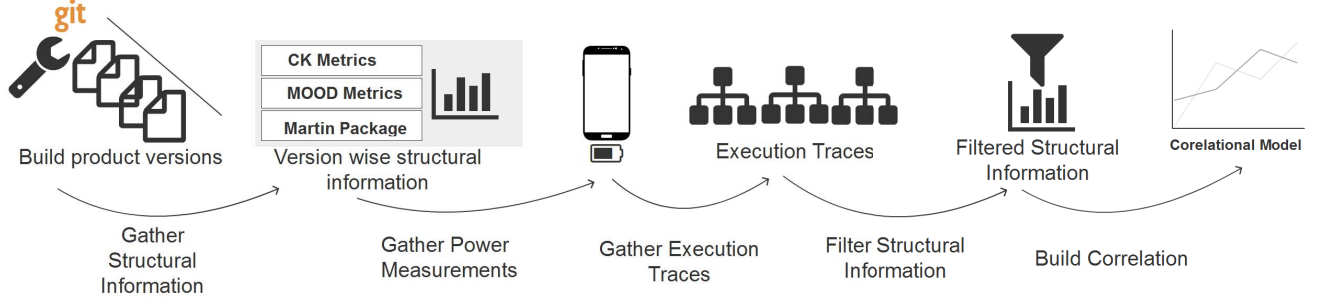 git
CK Metrics
MOOD Metrics
Martin Package
Build product versions
Version wise structural
information
Execution Traces
Filtered Structural
Information
Corelational Model
Gather
Structural
Information
Gather Power
Measurements
Gather Execution
Traces
Filter Structural
Information
Build Correlation